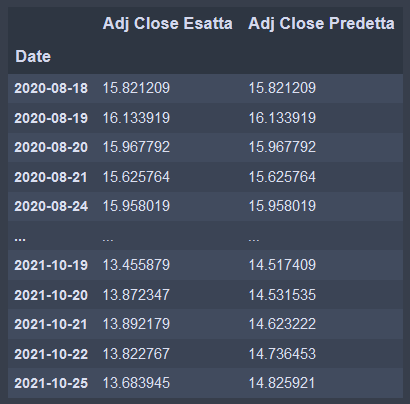 Adj Close Esatta Adj Close Predetta
Date
2020-08-18 15.821209 15.821209
2020-08-19 16.133919 16.133919
2020-08-20 15.967792 15.967792
2020-08-21 15.625764 15.625764
2020-08-24 15.958019 15.958019
... ... ...
2021-10-19 13.455879 14.517409
2021-10-20 13.872347 14.531535
2021-10-21 13.892179 14.623222
2021-10-22 13.822767 14.736453
2021-10-25 13.683945 14.825921